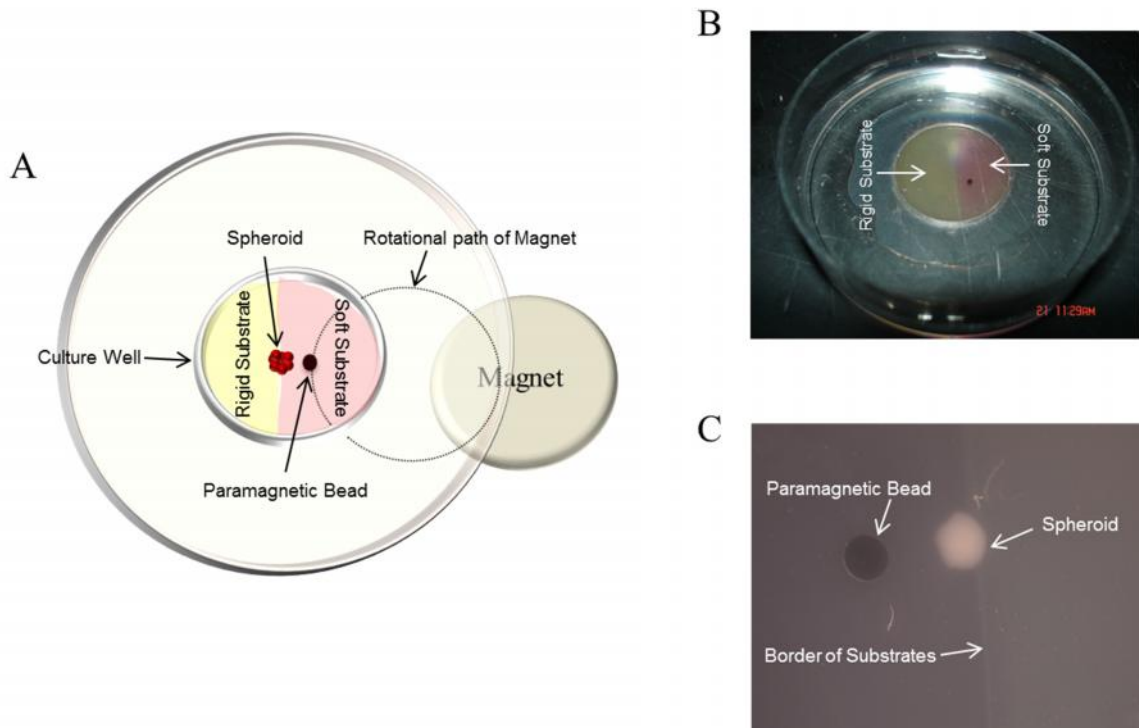 A
Spheroid
Rotational path of Magnet
Culture Well
Rigid Substrate
Soft Substrate
Magnet
Paramagnetic Bead
B
Rigid Substrate
Soft Substrate
21 11:29AM
C
Paramagnetic Bead
Spheroid
Border of Substrates